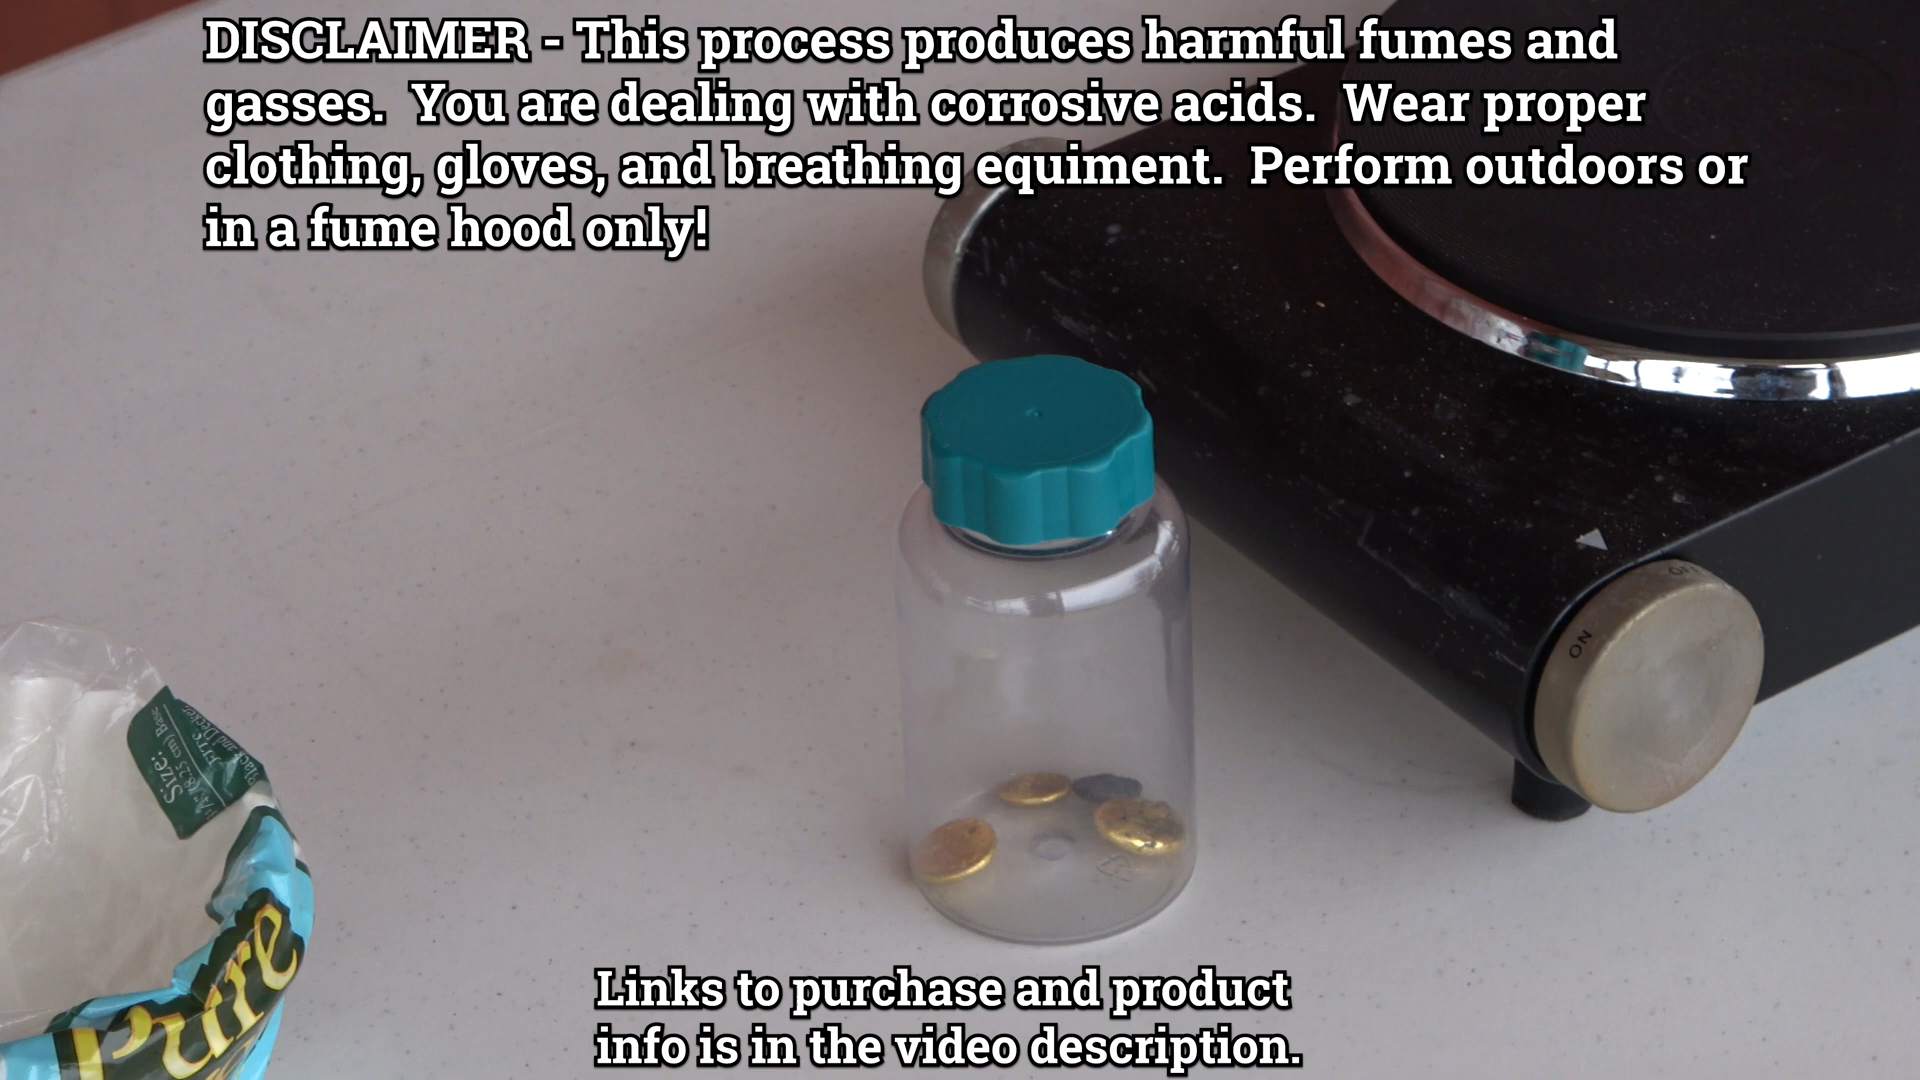 DISCLAIMER - This process produces harmful fumes and
gasses.  You are dealing with corrosive acids.  Wear proper
clothing, gloves, and breathing equiment.  Perform outdoors or
in a fume hood only!
ON
Size:
Pure
Links to purchase and product
info is in the video description.